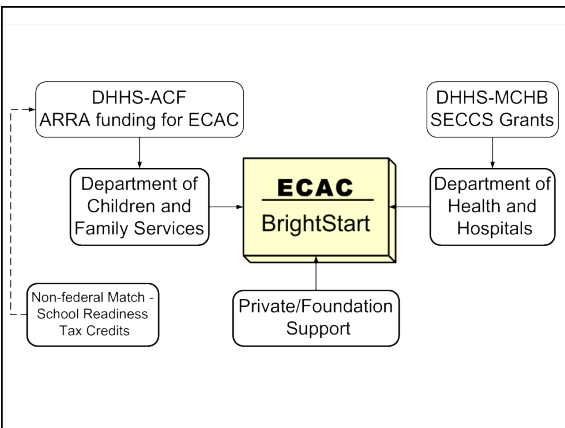 DHHS-ACF
ARRA funding for ECAC
DHHS-MCHB
SECCS Grants
Department of
Children and
Family Services
ECAC
BrightStart
Department of
Health and
Hospitals
Non-federal Match -
School Readiness
Tax Credits
Private/Foundation
Support